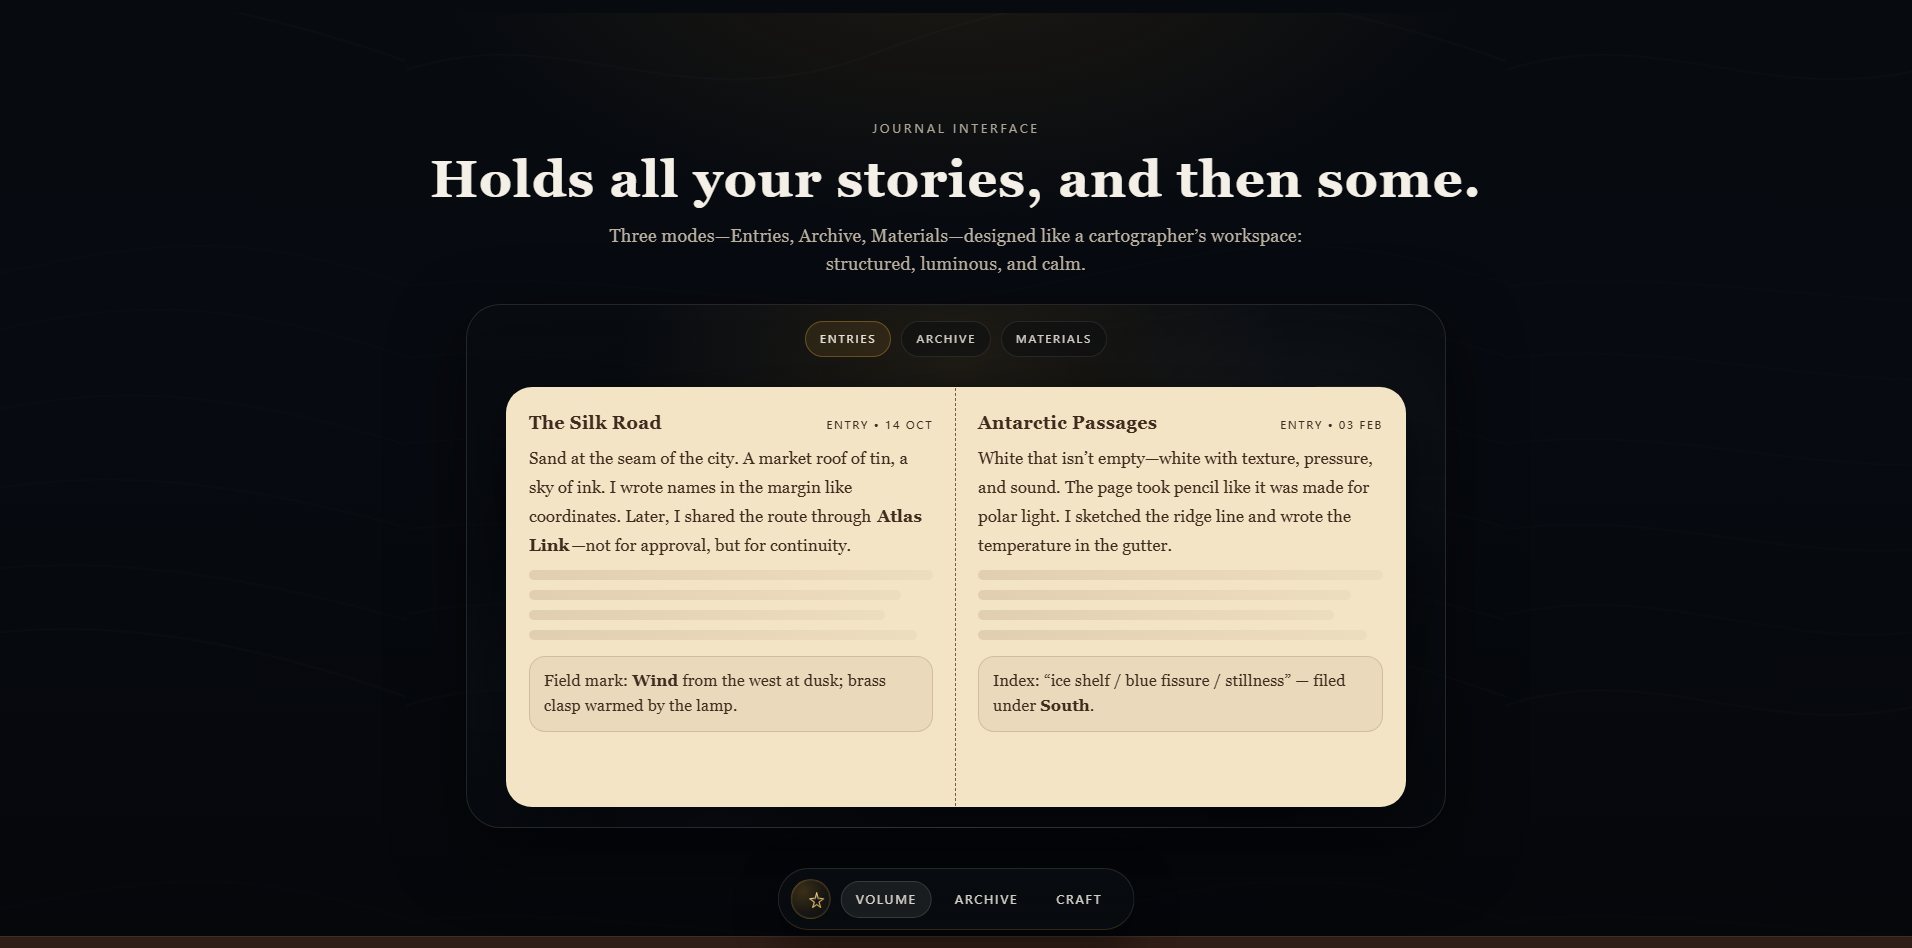 JOURNAL INTERFACE
Holds all your stories, and then some.
Three modes—Entries, Archive, Materials—designed like a cartographer’s workspace:
structured, luminous, and calm.
ENTRIES
ARCHIVE
MATERIALS
The Silk Road
ENTRY • 14 OCT
Sand at the seam of the city. A market roof of tin, a
sky of ink. I wrote names in the margin like
coordinates. Later, I shared the route through Atlas
Link—not for approval, but for continuity.
Field mark: Wind from the west at dusk; brass
clasp warmed by the lamp.
Antarctic Passages
ENTRY • 03 FEB
White that isn’t empty—white with texture, pressure,
and sound. The page took pencil like it was made for
polar light. I sketched the ridge line and wrote the
temperature in the gutter.
Index: “ice shelf / blue fissure / stillness” — filed
under South.
VOLUME
ARCHIVE
CRAFT